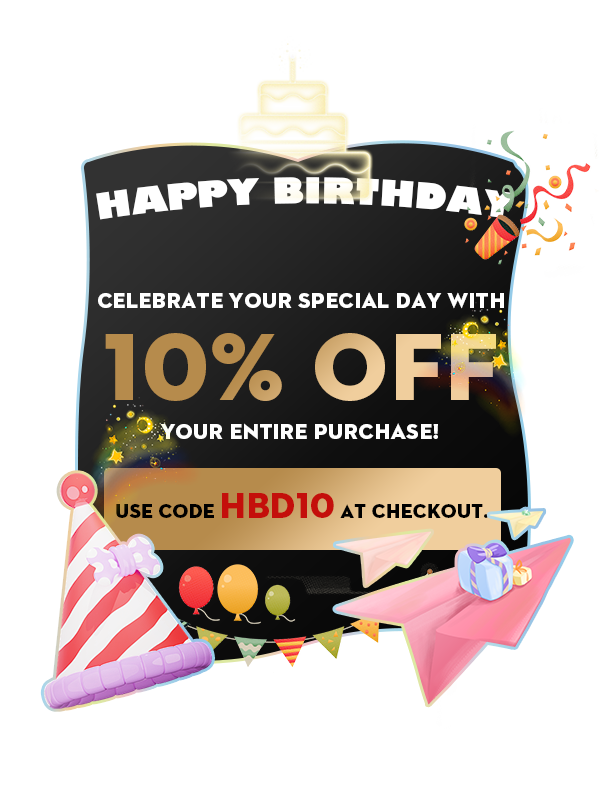 HAPPY BIRTHDAY
CELEBRATE YOUR SPECIAL DAY WITH
10% OFF
YOUR ENTIRE PURCHASE!
USE CODE HBD10 AT CHECKOUT.